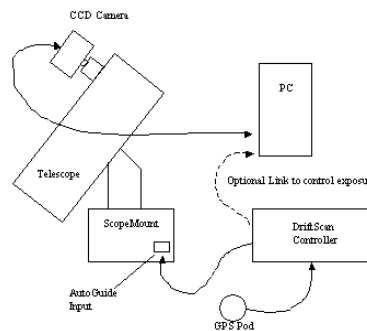 CCD Camera
PC
Telescope
Optional Link to control exposu
ScopeMount
DriftScan
Controller
AutoGuide
Input
GPS Pod